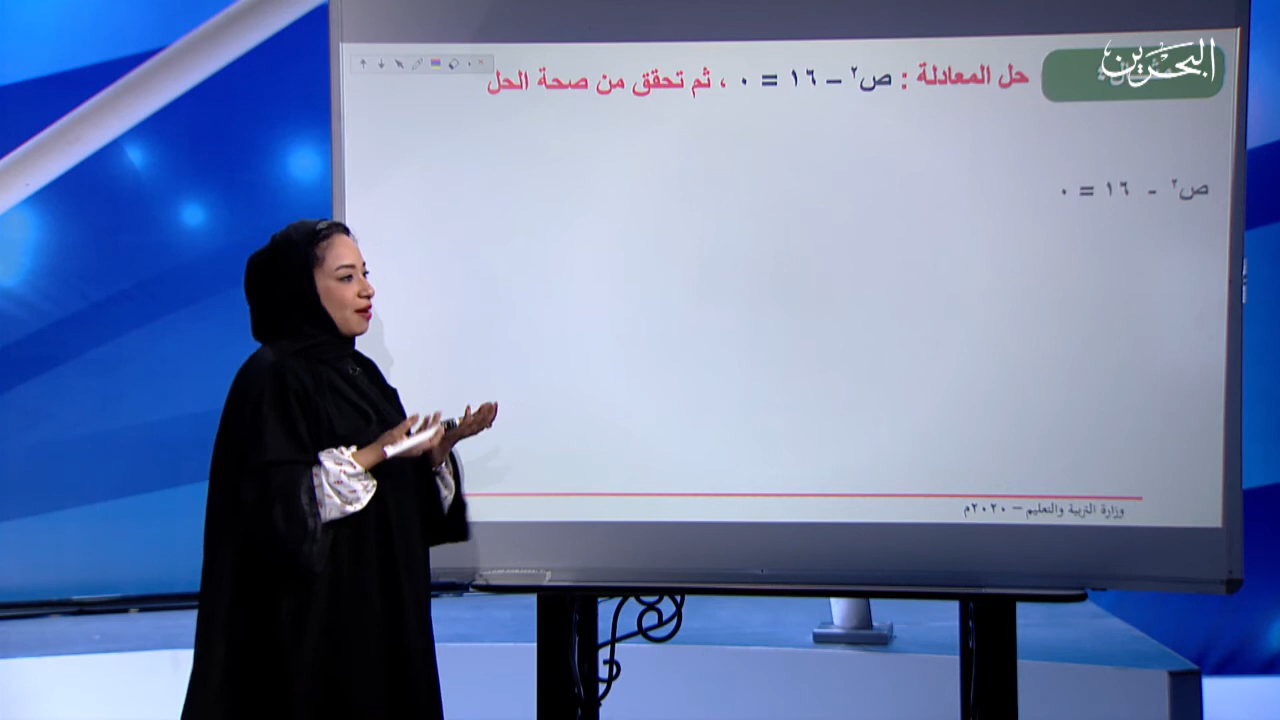 البحرين
حل المعادلة : ص٢ – ١٦ = ٠ ، ثم تحقق من صحة الحل
ص٢ - ١٦ = ٠
وزارة التربية والتعليم – ٢٠٢٠م